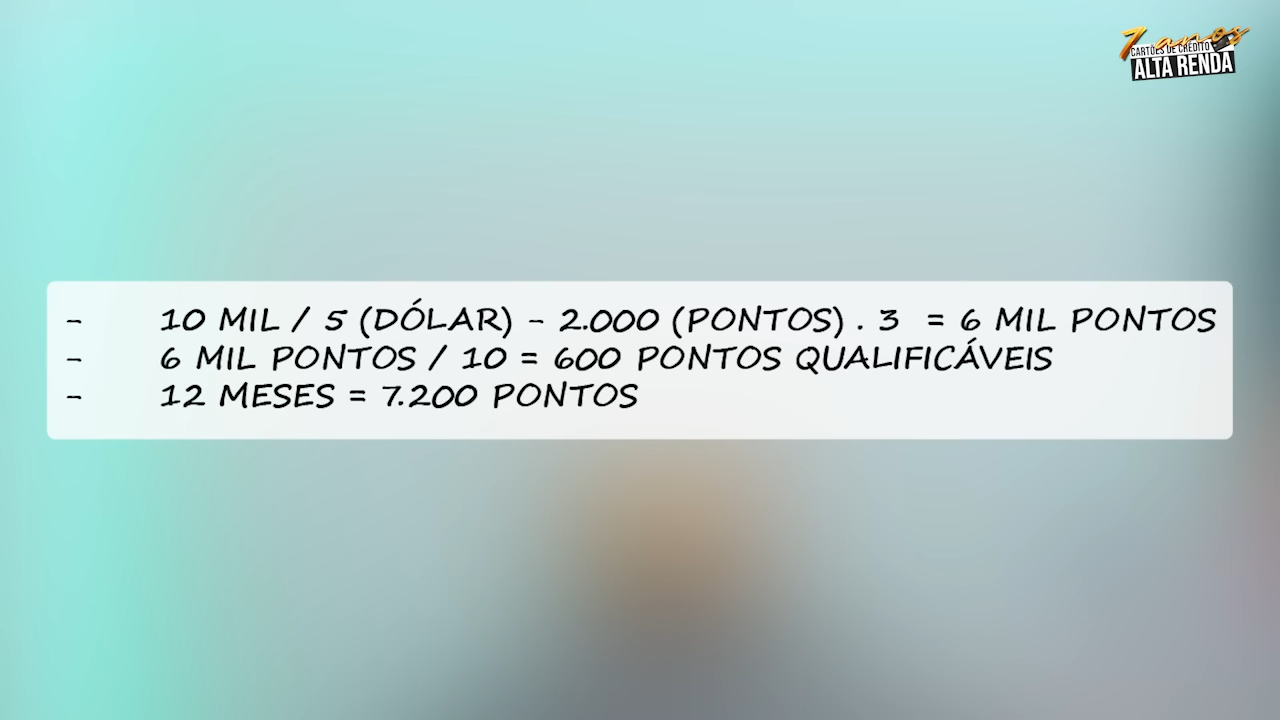 7 anos
CARTÕES DE CRÉDITO
ALTA RENDA
- 10 MIL / 5 (DÓLAR) - 2.000 (PONTOS) . 3 = 6 MIL PONTOS
- 6 MIL PONTOS / 10 = 600 PONTOS QUALIFICÁVEIS
- 12 MESES = 7.200 PONTOS